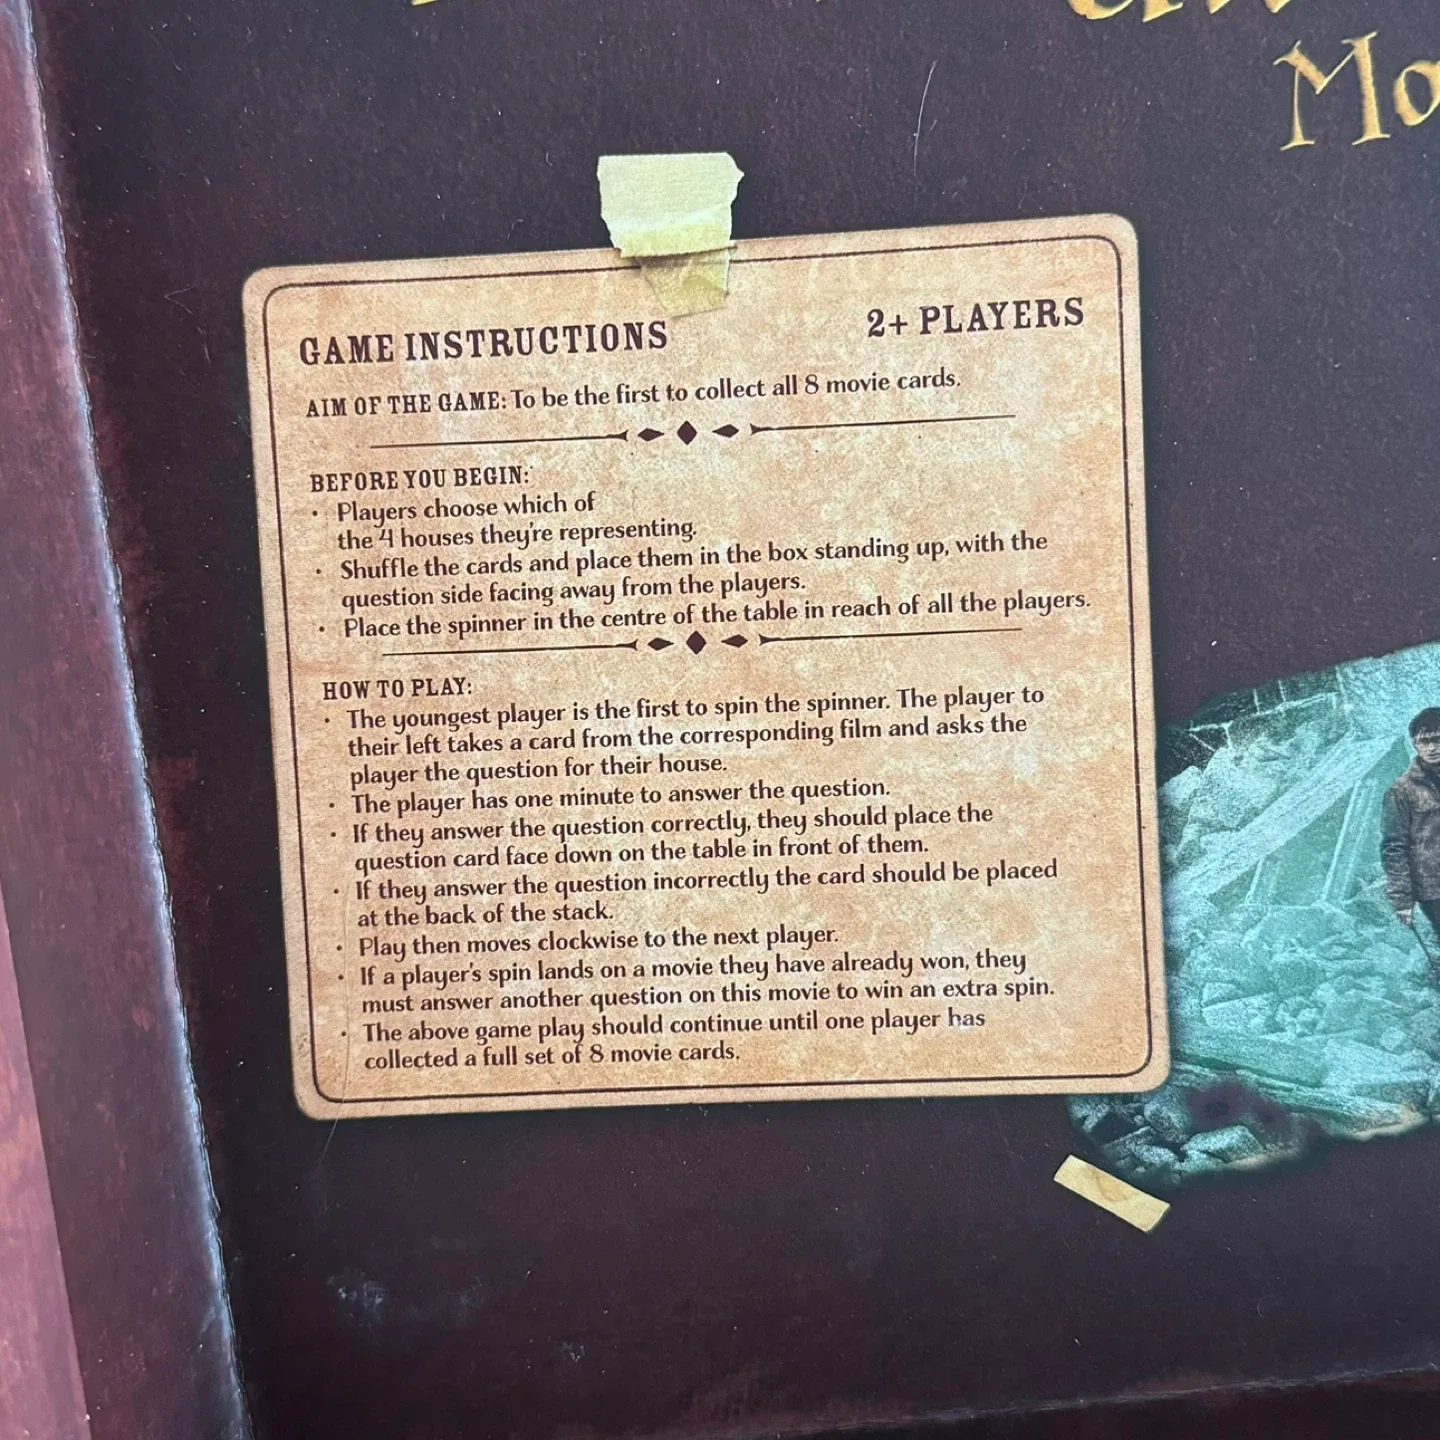 Mo
GAME INSTRUCTIONS
2+ PLAYERS
AIM OF THE GAME: To be the first to collect all 8 movie cards.
BEFORE YOU BEGIN:
• Players choose which of
the 4 houses they're representing.
• Shuffle the cards and place them in the box standing up, with the
question side facing away from the players.
• Place the spinner in the centre of the table in reach of all the players.
HOW TO PLAY:
• The youngest player is the first to spin the spinner. The player to
their left takes a card from the corresponding film and asks the
player the question for their house.
• The player has one minute to answer the question.
• If they answer the question correctly, they should place the
question card face down on the table in front of them.
• If they answer the question incorrectly the card should be placed
at the back of the stack.
• Play then moves clockwise to the next player.
• If a player's spin lands on a movie they have already won, they
must answer another question on this movie to win an extra spin.
• The above game play should continue until one player has
collected a full set of 8 movie cards.